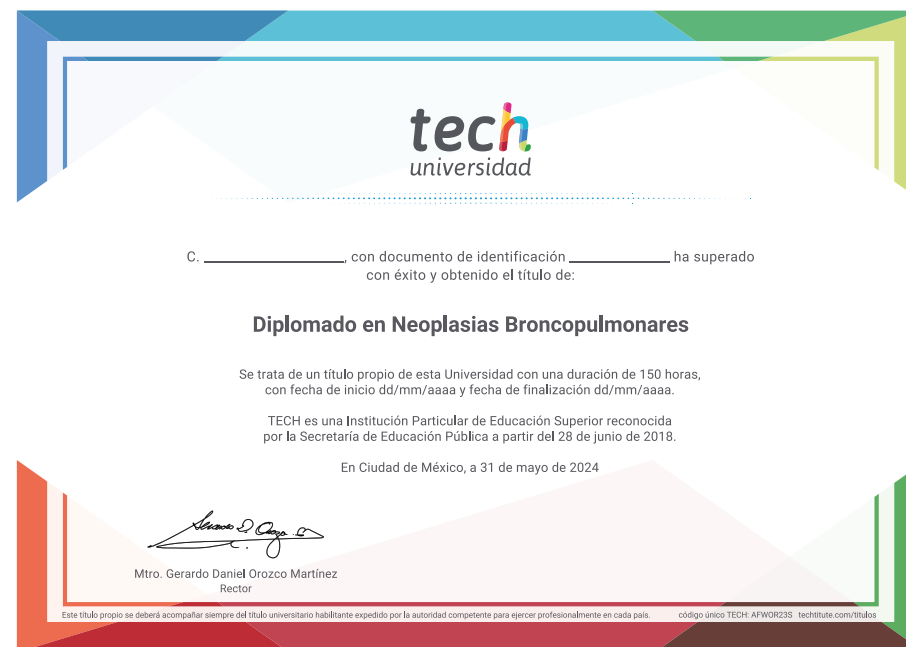 tech
universidad
C. ____________, con documento de identificación ____________ ha superado
con éxito y obtenido el título de:
Diplomado en Neoplasias Broncopulmonares
Se trata de un título propio de esta Universidad con una duración de 150 horas,
con fecha de inicio dd/mm/aaaa y fecha de finalización dd/mm/aaaa.
TECH es una Institución Particular de Educación Superior reconocida
por la Secretaría de Educación Pública a partir del 28 de junio de 2018.
En Ciudad de México, a 31 de mayo de 2024
Mtro. Gerardo Daniel Orozco Martínez
Rector
Este título propio se deberá acompañar siempre del título universitario habilitante expedido por la autoridad competente para ejercer profesionalmente en cada país. código único TECH: AFWOR23S techtitute.com/titulos